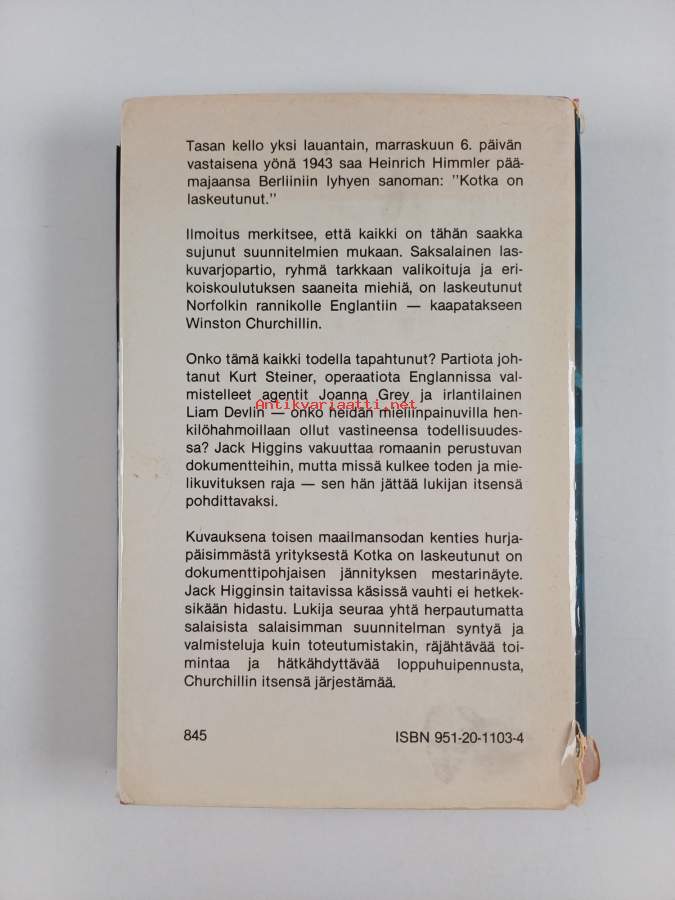 Tasan kello yksi lauantain, marraskuun 6. päivän
vastaisena yönä 1943 saa Heinrich Himmler pää-
majaansa Berliiniin lyhyen sanoman: "Kotka on
laskeutunut."
Ilmoitus merkitsee, että kaikki on tähän saakka
sujunut suunnitelmien mukaan. Saksalainen las-
kuvarjopartio, ryhmä tarkkaan valikoituja ja eri-
koiskoulutuksen saaneita miehiä, on laskeutunut
Norfolkin rannikolle Englantiin — kaapatakseen
Winston Churchillin.
Onko tämä kaikki todella tapahtunut? Partiota joh-
tanut Kurt Steiner, operaatiota Englannissa val-
mistelleet agentit Joanna Grey ja irlantilainen
Antikvariaatti.net
Liam Devlin — onko heidän mieliinpainuvilla hen-
kilöhahmoillaan ollut vastineensa todellisuudes-
sa? Jack Higgins vakuuttaa romaanin perustuvan
dokumentteihin, mutta missä kulkee toden ja mie-
likuvituksen raja — sen hän jättää lukijan itsensä
pohdittavaksi.
Kuvauksena toisen maailmansodan kenties hurja-
päisimmästä yrityksestä Kotka on laskeutunut on
dokumenttipohjaisen jännityksen mestarinäyte.
Jack Higginsin taitavissa käsissä vauhti ei hetkek-
sikään hidastu. Lukija seuraa yhtä herpautumatta
salaisista salaisimman suunnitelman syntyä ja
valmisteluja kuin toteutumistakin, räjähtävää toi-
mintaa ja hätkähdyttävää loppuhuipennusta,
Churchillin itsensä järjestämää.
845 ISBN 951-20-1103-4